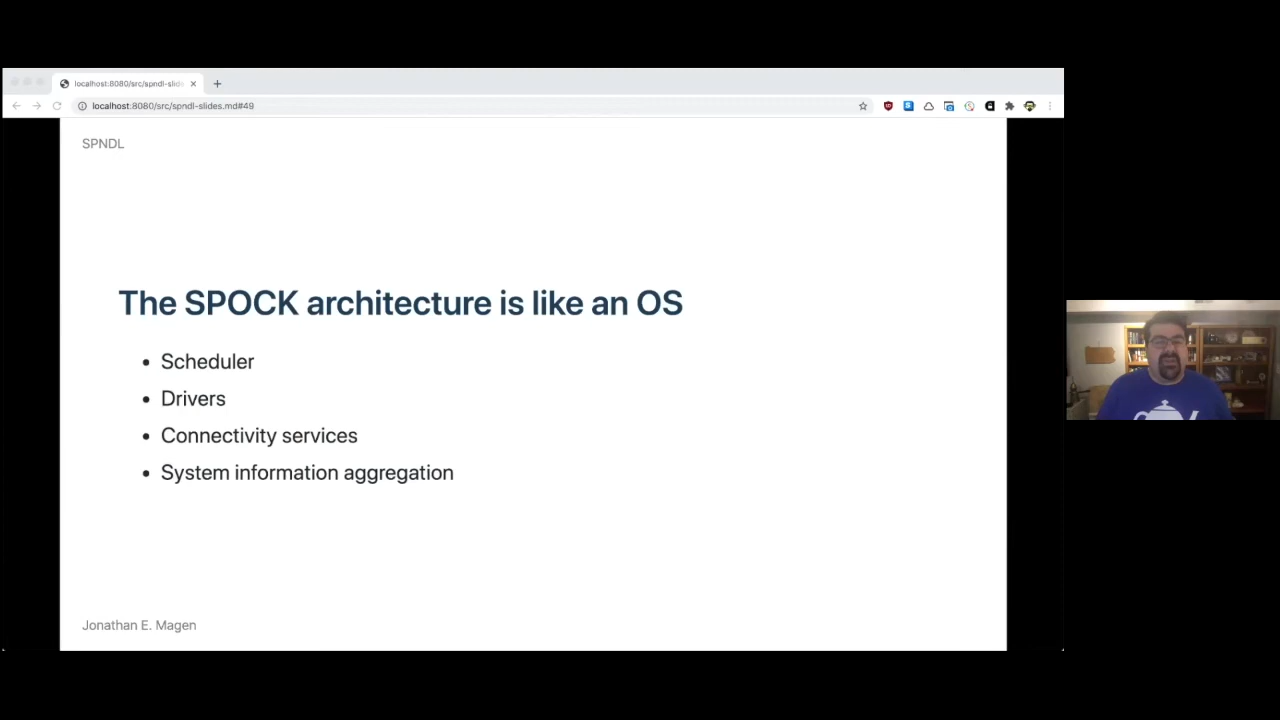 localhost:8080/src/spndl-slide
localhost:8080/src/spndl-slides.md#49
SPNDL
The SPOCK architecture is like an OS
• Scheduler
• Drivers
• Connectivity services
• System information aggregation
Jonathan E. Magen